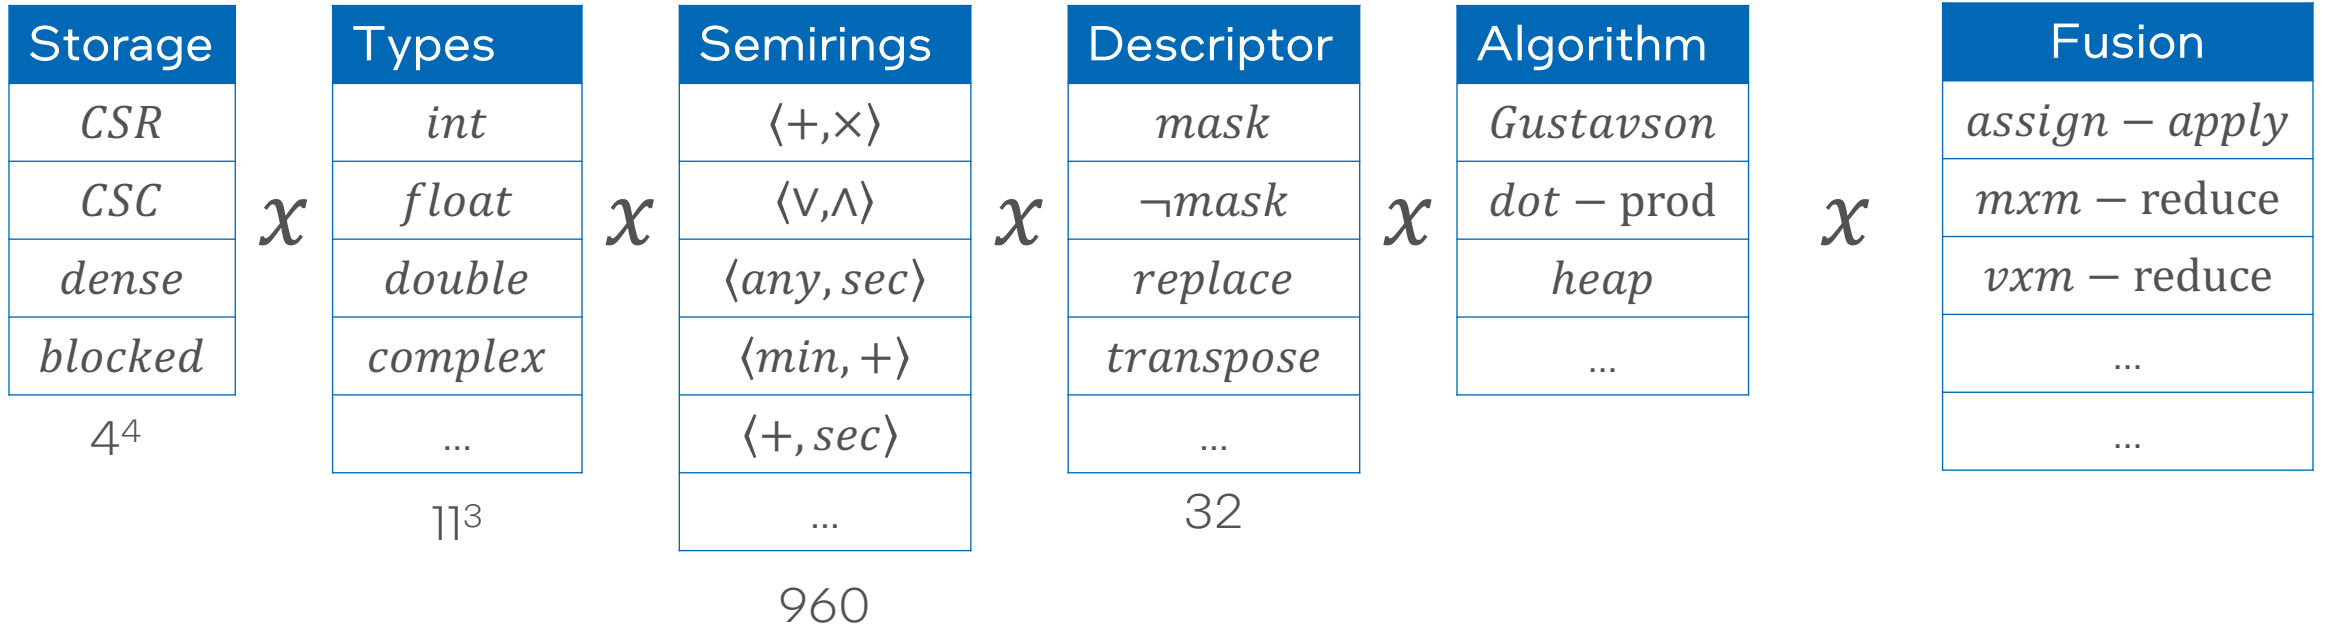 Storage
CSR
CSC
dense
blocked
4⁴
x
Types
int
float
double
complex
...
11³
x
Semirings
⟨+,×⟩
⟨∨,∧⟩
⟨any, sec⟩
⟨min, +⟩
⟨+, sec⟩
...
960
x
Descriptor
mask
¬mask
replace
transpose
...
32
x
Algorithm
Gustavson
dot − prod
heap
...
x
Fusion
assign − apply
mxm − reduce
vxm − reduce
...
...